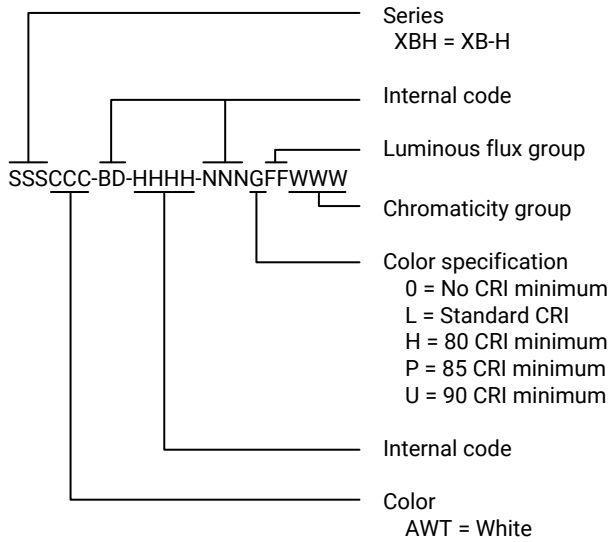 Series
XBH = XB-H
Internal code
Luminous flux group
SSSCCC-BD-HHHH-NNNGFFWWW
Chromaticity group
Color specification
0 = No CRI minimum
L = Standard CRI
H = 80 CRI minimum
P = 85 CRI minimum
U = 90 CRI minimum
Internal code
Color
AWT = White